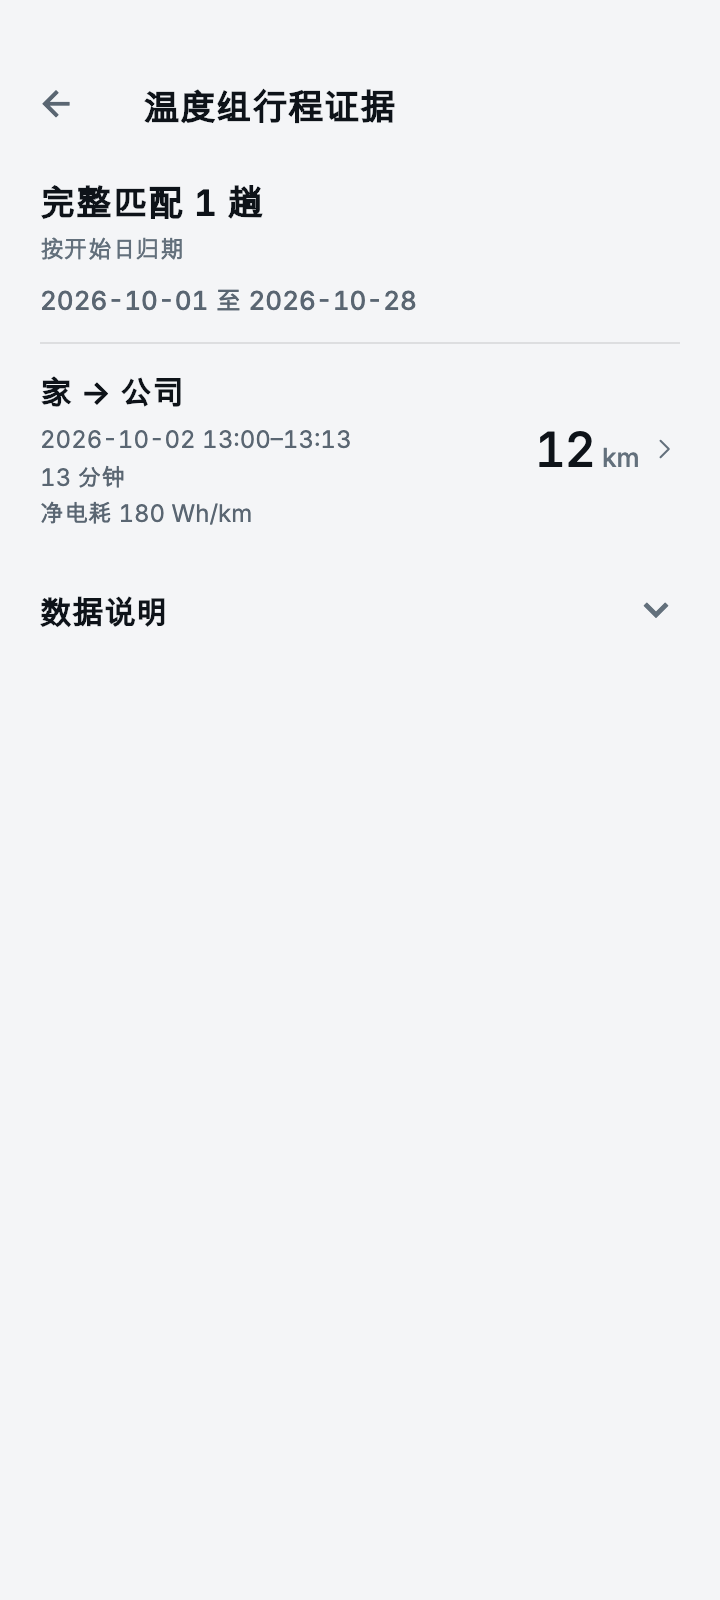 温度组行程证据
完整匹配 1 趟
按开始日归期
2026-10-01 至 2026-10-28
家 → 公司
2026-10-02 13:00–13:13
13 分钟
净电耗 180 Wh/km
12 km
数据说明